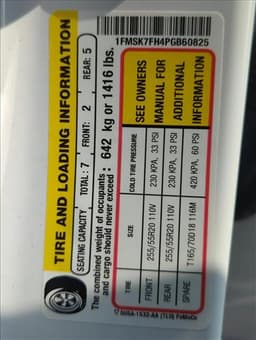 TIRE AND LOADING INFORMATION
SEATING CAPACITY TOTAL: 7 FRONT: 2 REAR: 5
The combined weight of occupants
and cargo should never exceed: 642 kg or 1416 lbs.
TIRE SIZE COLD TIRE PRESSURE
FRONT 255/55R20 110V 230 KPA, 33 PSI
REAR 255/55R20 110V 230 KPA, 33 PSI
SPARE T165/70D18 116M 420 KPA, 60 PSI
SEE OWNERS
MANUAL FOR
ADDITIONAL
INFORMATION
1FMSK7FH4PGB60825